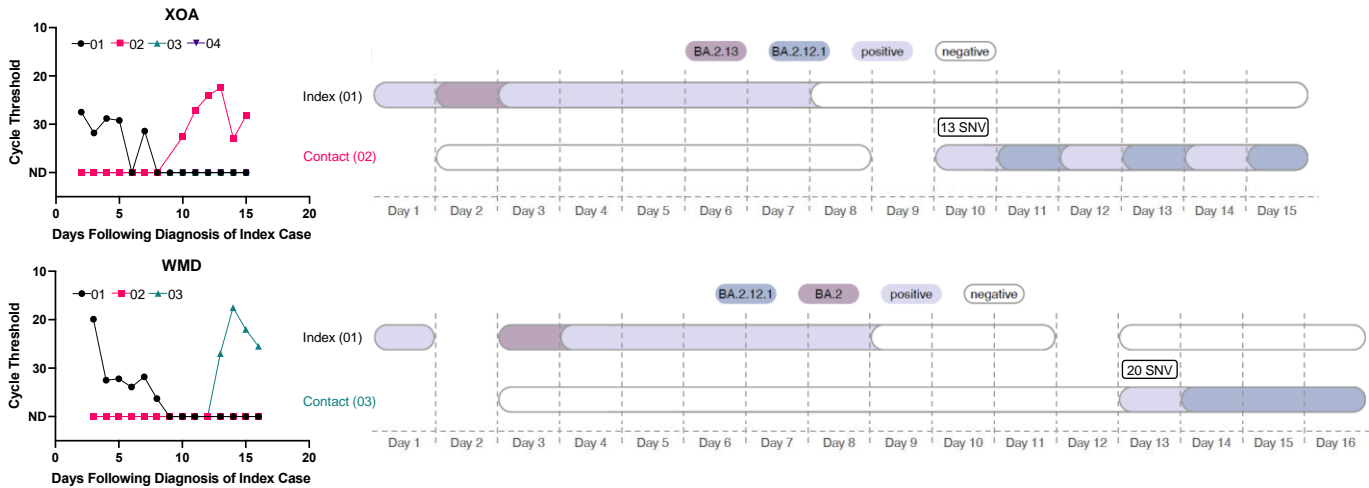 XOA
10
01 02 03 04
20
30
ND
Cycle Threshold
0 5 10 15 20
Days Following Diagnosis of Index Case
BA.2.13 BA.2.12.1 positive negative
Index (01)
13 SNV
Contact (02)
Day 1 Day 2 Day 3 Day 4 Day 5 Day 6 Day 7 Day 8 Day 9 Day 10 Day 11 Day 12 Day 13 Day 14 Day 15
WMD
10
01 02 03
20
30
ND
Cycle Threshold
0 5 10 15 20
Days Following Diagnosis of Index Case
BA.2.12.1 BA.2 positive negative
Index (01)
20 SNV
Contact (03)
Day 1 Day 2 Day 3 Day 4 Day 5 Day 6 Day 7 Day 8 Day 9 Day 10 Day 11 Day 12 Day 13 Day 14 Day 15 Day 16